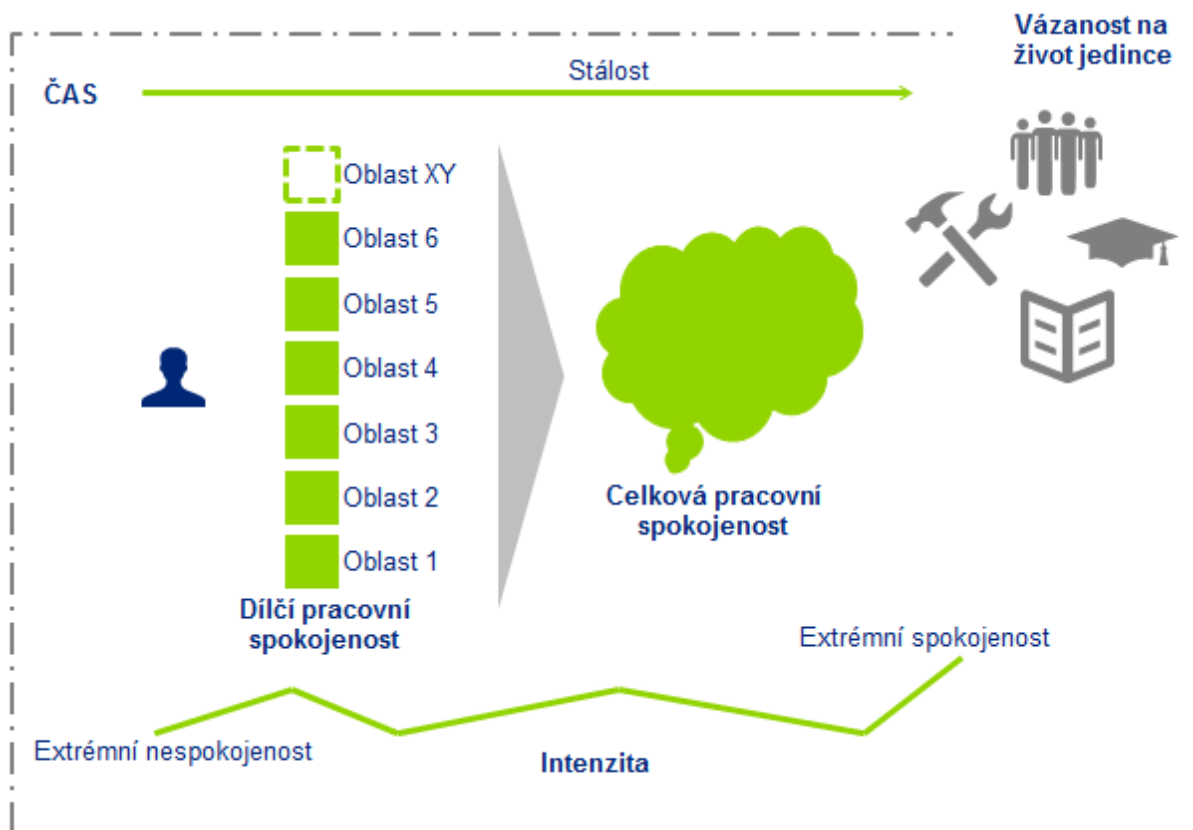 Vázanost na
život jedince
Stálost
ČAS
Oblast XY
Oblast 6
Oblast 5
Oblast 4
Oblast 3
Oblast 2
Oblast 1
Dílčí pracovní
spokojenost
Celková pracovní
spokojenost
Extrémní spokojenost
Extrémní nespokojenost
Intenzita